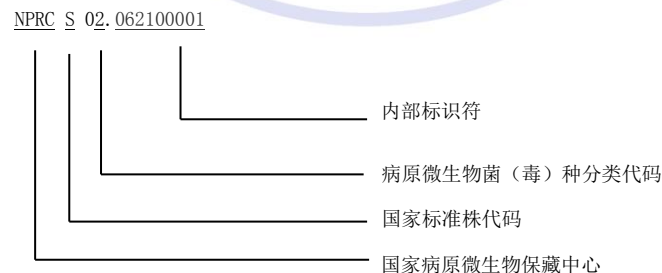 NPRC S 02.062100001
内部标识符
病原微生物菌（毒）种分类代码
国家标准株代码
国家病原微生物保藏中心